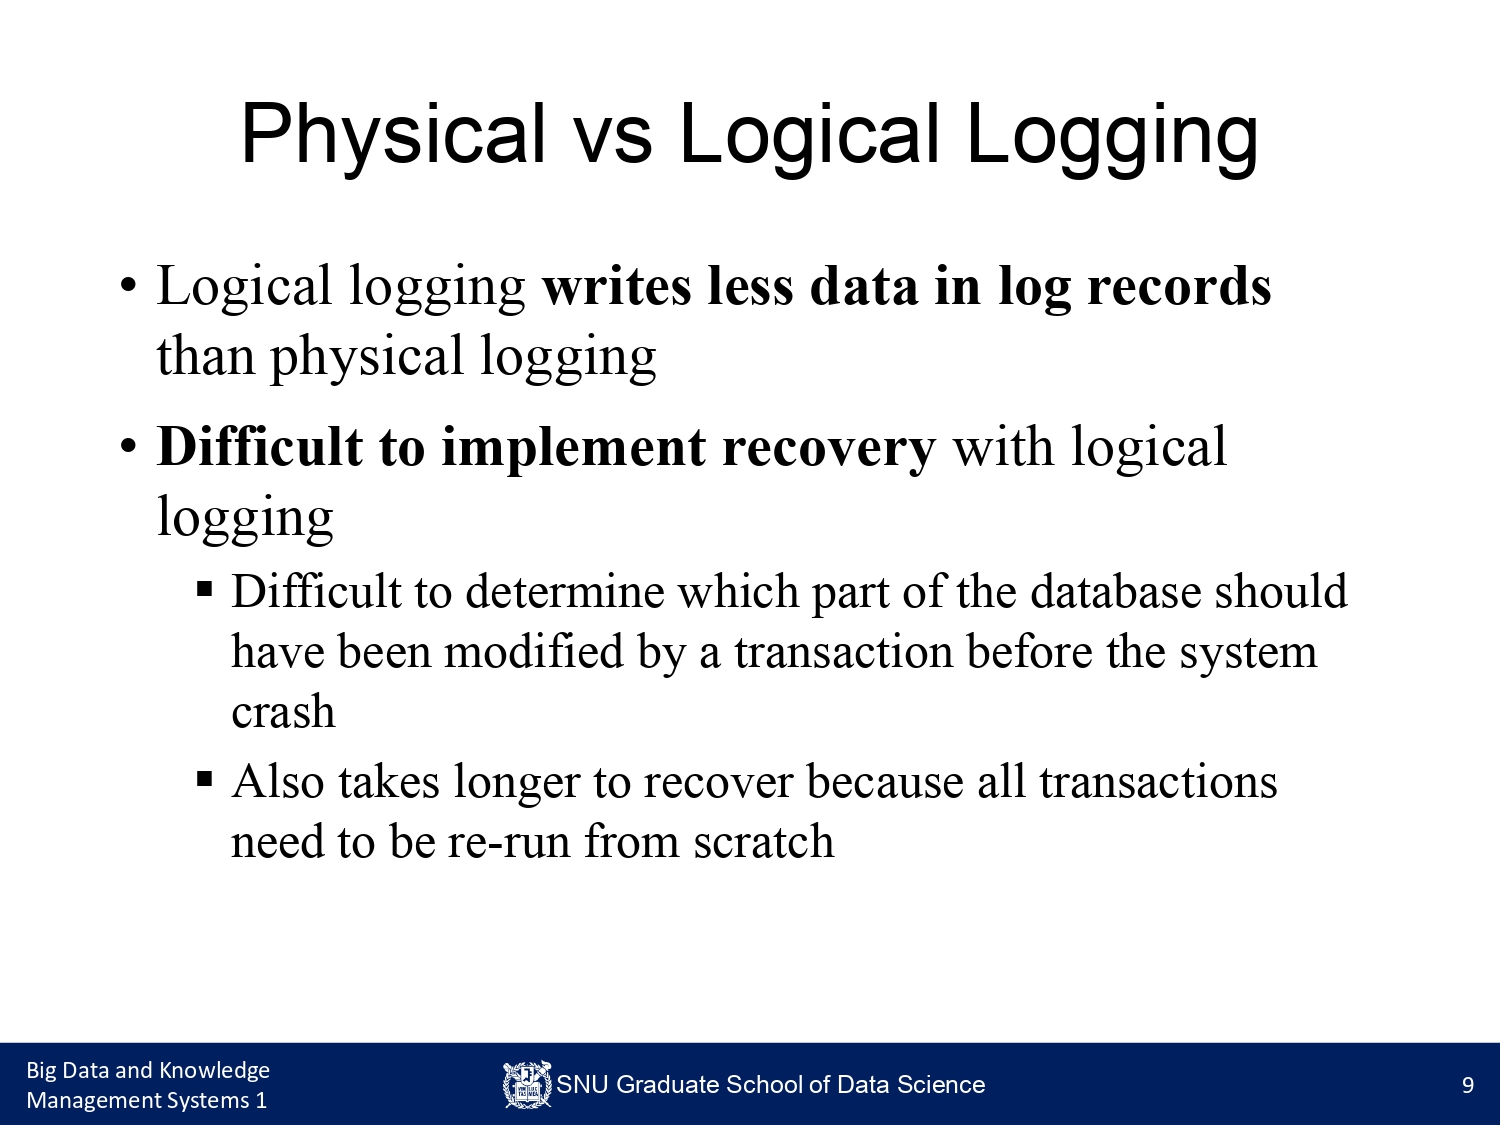 Physical vs Logical Logging
• Logical logging writes less data in log records
than physical logging
• Difficult to implement recovery with logical
logging
▪ Difficult to determine which part of the database should
have been modified by a transaction before the system
crash
▪ Also takes longer to recover because all transactions
need to be re-run from scratch
Big Data and Knowledge
Management Systems 1
SNU Graduate School of Data Science
9